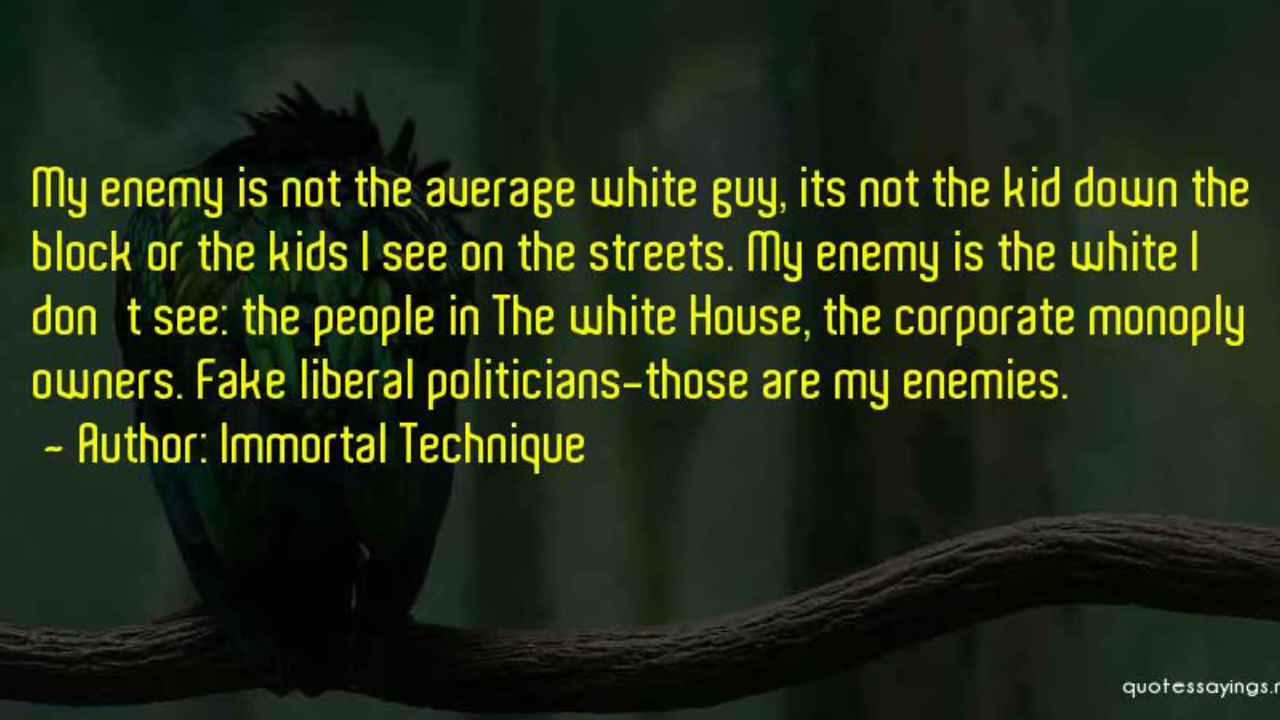 My enemy is not the average white guy, its not the kid down the
block or the kids I see on the streets. My enemy is the white I
don t see: the people in The white House, the corporate monoply
owners. Fake liberal politicians-those are my enemies.
~ Author: Immortal Technique
quotessayings.n